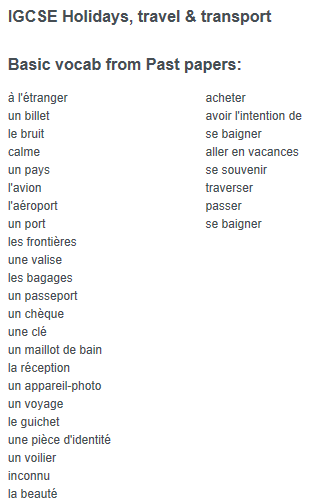 IGCSE Holidays, travel & transport
Basic vocab from Past papers:
à l'étranger
un billet
le bruit
calme
un pays
l'avion
l'aéroport
un port
les frontières
une valise
les bagages
un passeport
un chèque
une clé
un maillot de bain
la réception
un appareil-photo
un voyage
le guichet
une pièce d'identité
un voilier
inconnu
la beauté
acheter
avoir l'intention de
se baigner
aller en vacances
se souvenir
traverser
passer
se baigner